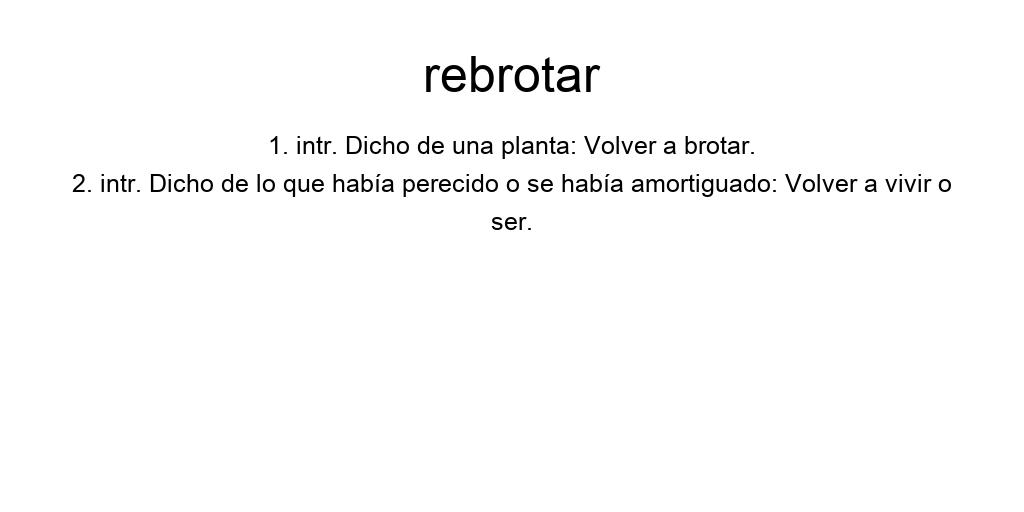 rebrotar
1. intr. Dicho de una planta: Volver a brotar.
2. intr. Dicho de lo que había perecido o se había amortiguado: Volver a vivir o
ser.